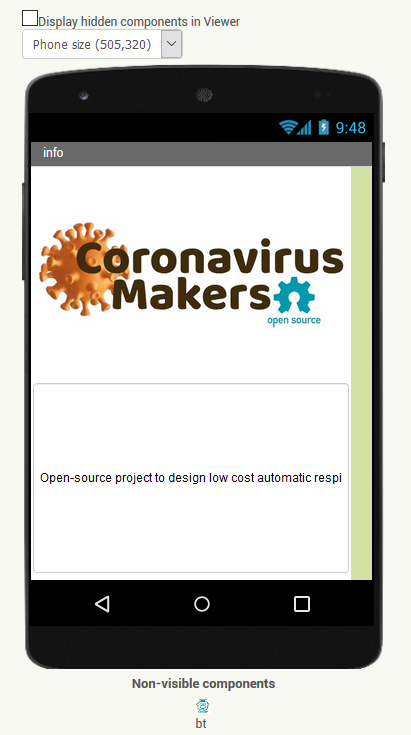 Display hidden components in Viewer
Phone size (505,320)
9:48
info
Coronavirus
Makers
open source
Open-source project to design low cost automatic respi
Non-visible components
bt